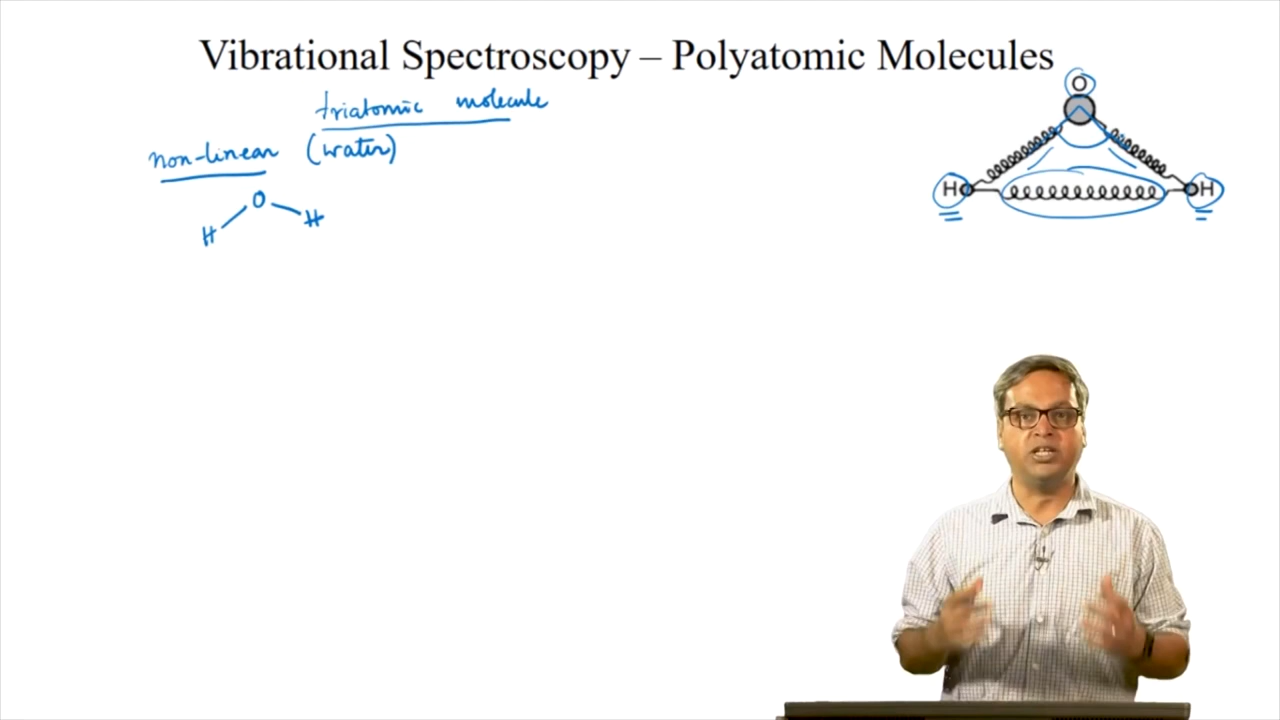 Vibrational Spectroscopy – Polyatomic Molecules
triatomic molecule
non-linear (water)
O
H H
O
H H